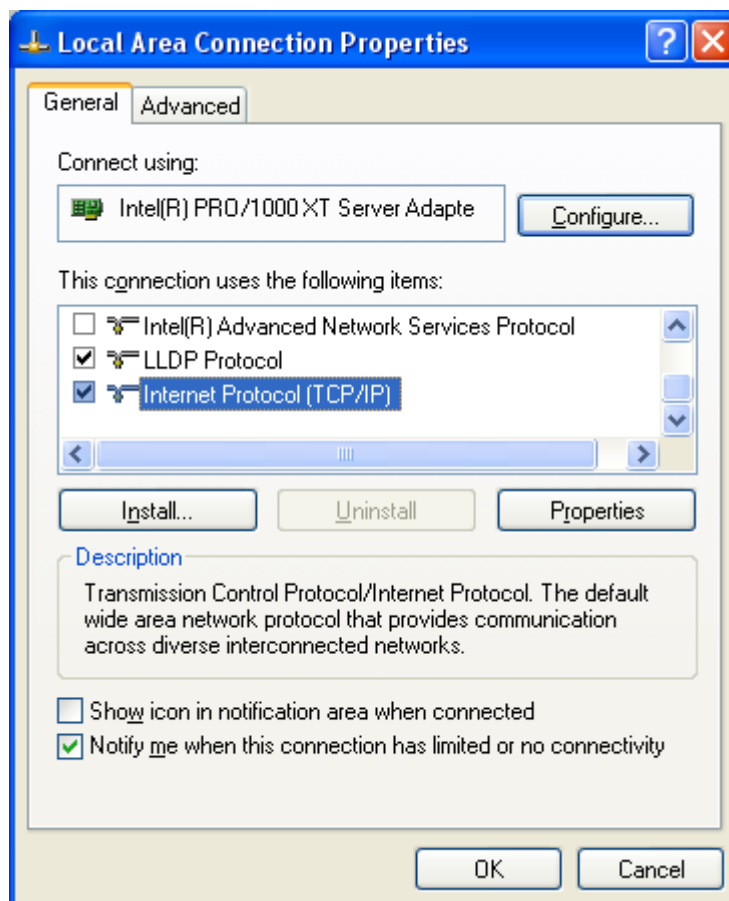 Local Area Connection Properties
General
Advanced
Connect using:
Intel(R) PRO/1000 XT Server Adapte
Configure...
This connection uses the following items:
Intel(R) Advanced Network Services Protocol
LLDP Protocol
Internet Protocol (TCP/IP)
Install...
Uninstall
Properties
Description
Transmission Control Protocol/Internet Protocol. The default
wide area network protocol that provides communication
across diverse interconnected networks.
Show icon in notification area when connected
Notify me when this connection has limited or no connectivity
OK
Cancel